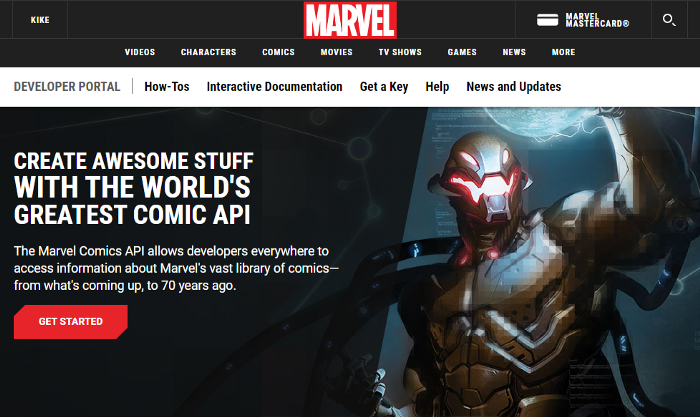 KIKE
MARVEL
MARVEL
MASTERCARD®
VIDEOS CHARACTERS COMICS MOVIES TV SHOWS GAMES NEWS MORE
DEVELOPER PORTAL How-Tos Interactive Documentation Get a Key Help News and Updates
CREATE AWESOME STUFF
WITH THE WORLD'S
GREATEST COMIC API
The Marvel Comics API allows developers everywhere to
access information about Marvel's vast library of comics—
from what's coming up, to 70 years ago.
GET STARTED